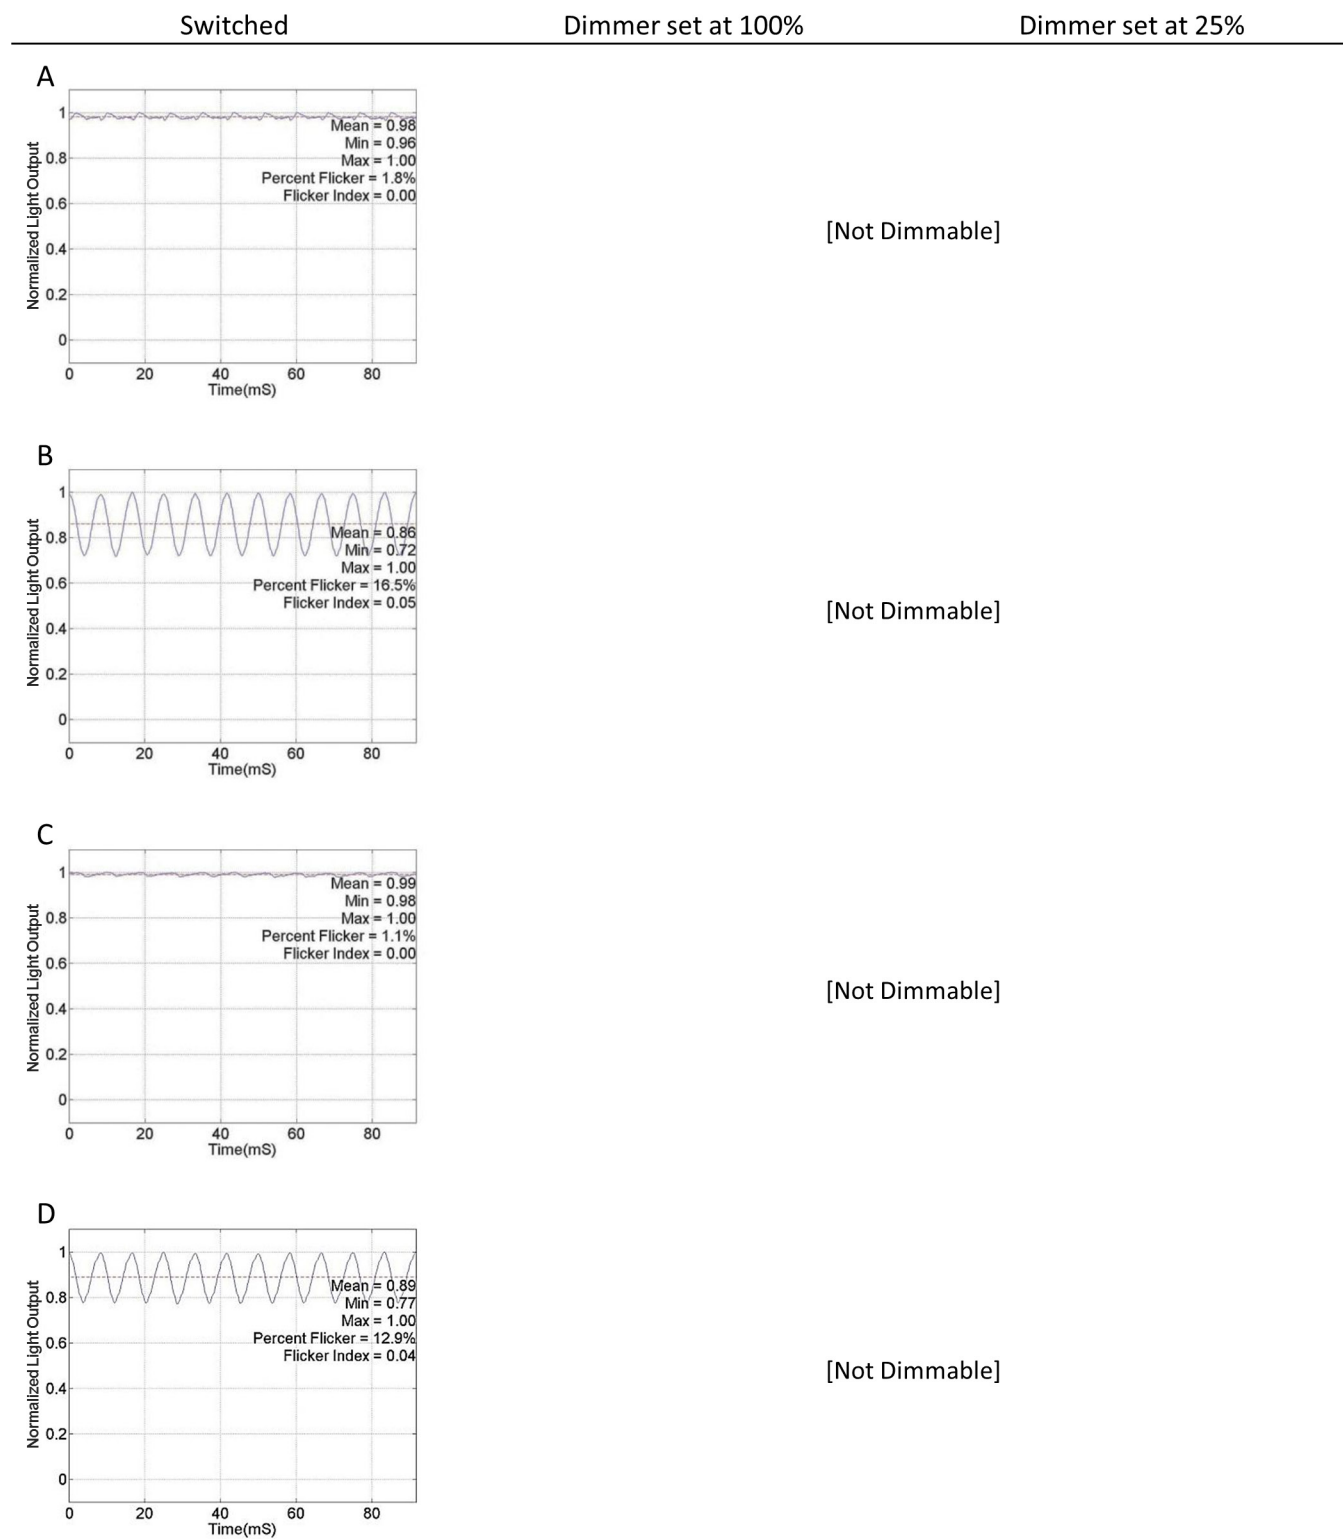 Switched Dimmer set at 100% Dimmer set at 25%
A
1
0.8
0.6
0.4
0.2
0
Normalized Light Output
Mean = 0.98
Min = 0.96
Max = 1.00
Percent Flicker = 1.8%
Flicker Index = 0.00
0 20 40 60 80
Time(mS)
[Not Dimmable]
B
1
0.8
0.6
0.4
0.2
0
Normalized Light Output
Mean = 0.86
Min = 0.72
Max = 1.00
Percent Flicker = 16.5%
Flicker Index = 0.05
0 20 40 60 80
Time(mS)
[Not Dimmable]
C
1
0.8
0.6
0.4
0.2
0
Normalized Light Output
Mean = 0.99
Min = 0.98
Max = 1.00
Percent Flicker = 1.1%
Flicker Index = 0.00
0 20 40 60 80
Time(mS)
[Not Dimmable]
D
1
0.8
0.6
0.4
0.2
0
Normalized Light Output
Mean = 0.89
Min = 0.77
Max = 1.00
Percent Flicker = 12.9%
Flicker Index = 0.04
0 20 40 60 80
Time(mS)
[Not Dimmable]